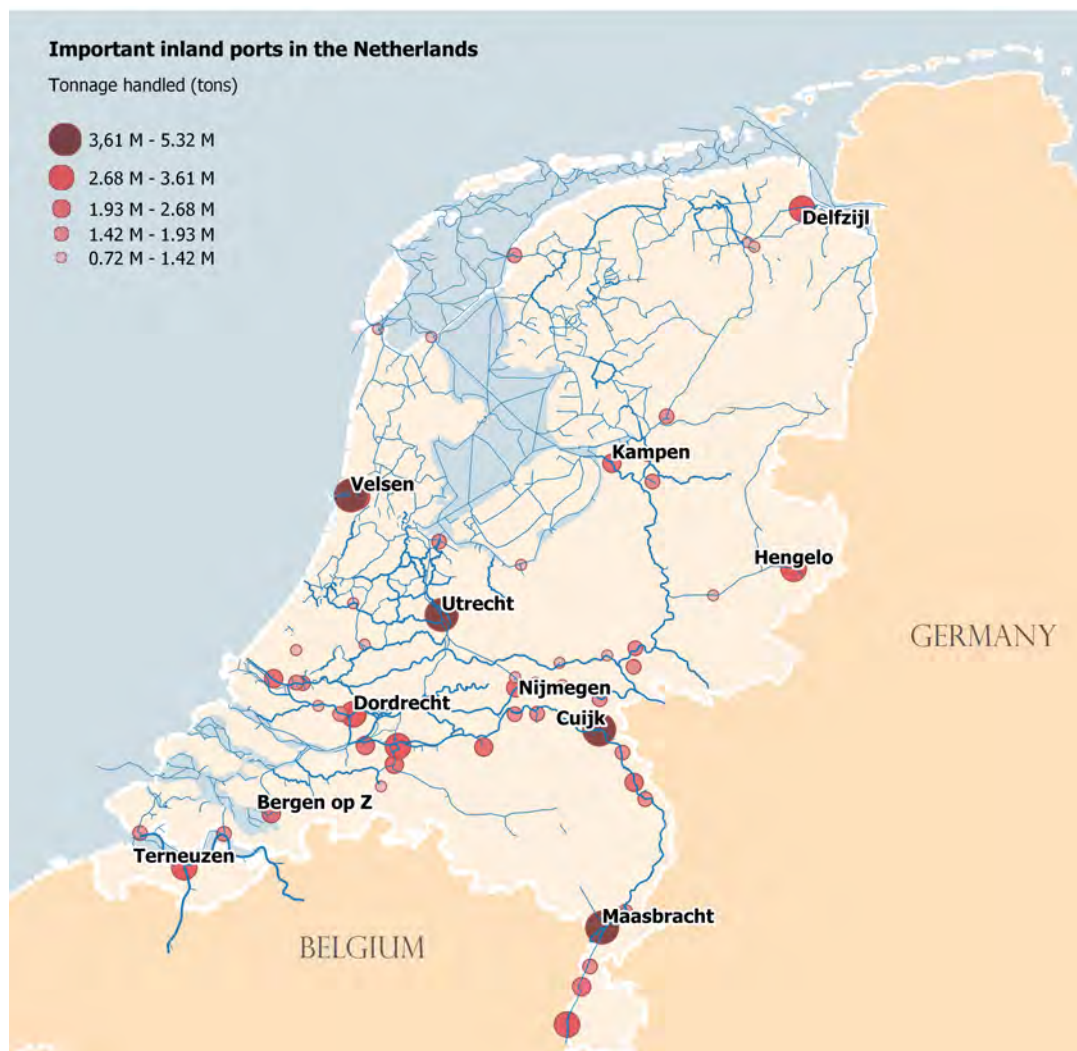 Important inland ports in the Netherlands
Tonnage handled (tons)
3,61 M - 5.32 M
2.68 M - 3.61 M
1.93 M - 2.68 M
1.42 M - 1.93 M
0.72 M - 1.42 M
Delfzijl
Kampen
Velsen
Hengelo
Utrecht
GERMANY
Nijmegen
Dordrecht
Cuijk
Bergen op Z
Terneuzen
Maasbracht
BELGIUM